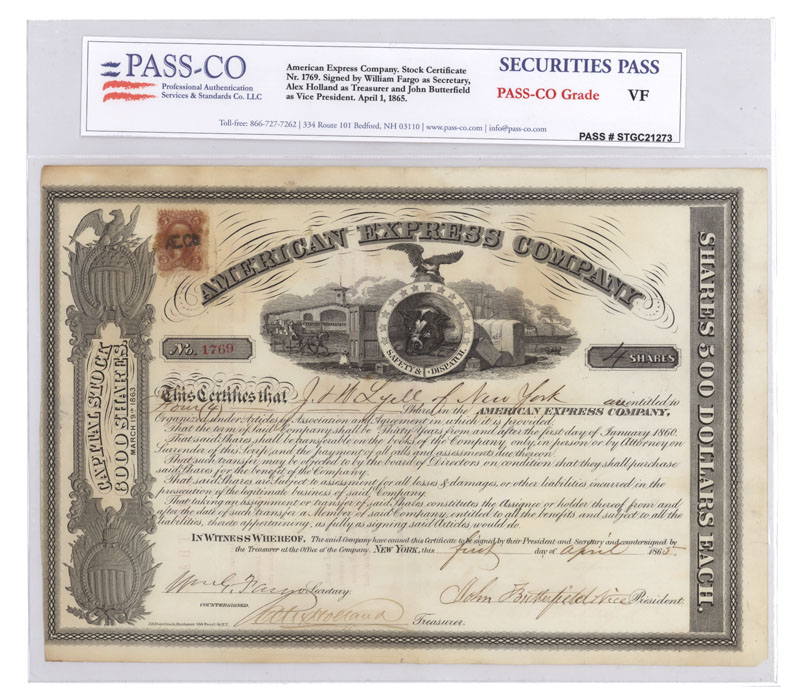 PASS-CO
Professional Authentication
Services & Standards Co. LLC
American Express Company. Stock Certificate
Nr. 1769. Signed by William Fargo as Secretary,
Alex Holland as Treasurer and John Butterfield
as Vice President. April 1, 1865.
SECURITIES PASS
PASS-CO Grade VF
Toll-free: 866-727-7262 | 334 Route 101 Bedford, NH 03110 | www.pass-co.com | info@pass-co.com
PASS # STGC21273
AMERICAN EXPRESS COMPANY
SAFETY & DISPATCH
No. 1769
4 SHARES
CAPITAL STOCK
6000 SHARES
MARCH 19th 1863
SHARES 500 DOLLARS EACH.
This Certifies that J. & W Lyell of New York are entitled to
Four (4) Shares in the AMERICAN EXPRESS COMPANY,
Organized under Articles of Association and Agreement in which it is provided.
That the term of said Company shall be Thirty Years from and after the first day of January 1860.
That said Shares shall be transferable on the books of the Company only in person or by Attorney on
Surrender of this Scrip, and the payment of all calls and assessments due thereon.
That such transfer may be objected to by the board of Directors on condition that they shall purchase
said Shares for the benefit of the Company.
That said Shares are subject to assessment for all losses & damages, or other liabilities incurred in the
prosecution of the legitimate business of said Company.
That taking an assignment or transfer of said Shares constitutes the Assignee or holder thereof from and
after the date of such transfer a Member of said Company, entitled to all the benefits and subject to all the
liabilities, thereto appertaining, as fully as signing said Articles, would do.
IN WITNESS WHEREOF. The said Company have caused this Certificate to be signed by their President and Secretary and countersigned by
the Treasurer at the Office of the Company. NEW YORK, this first day of April 1865.
Wm G. Fargo Secretary.
John Butterfield Vice President.
COUNTERSIGNED,
Holland Treasurer.